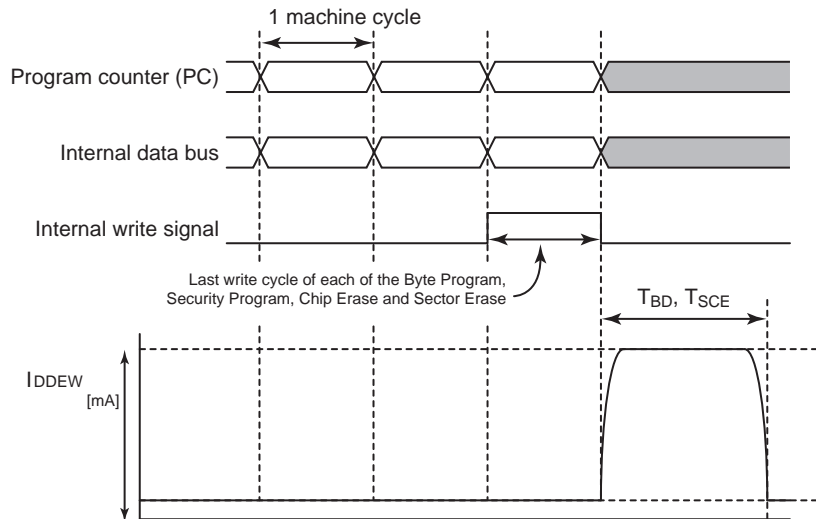 1 machine cycle
Program counter (PC)
Internal data bus
Internal write signal
Last write cycle of each of the Byte Program,
Security Program, Chip Erase and Sector Erase
TBD, TSCE
IDDEW
[mA]